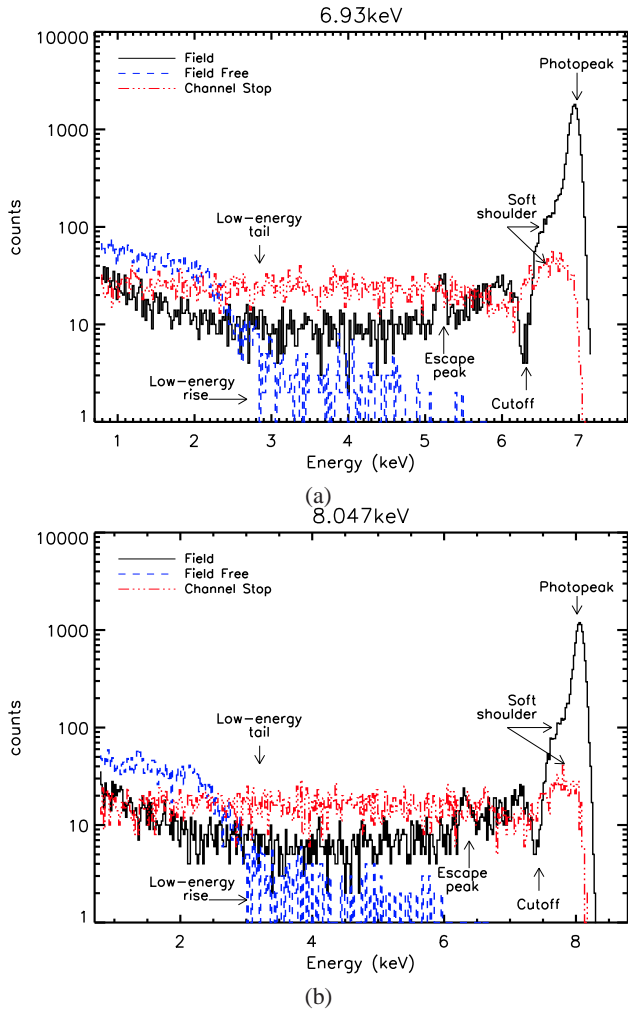 6.93keV
10000
1000
100
10
1
counts
Field
Field Free
Channel Stop
Photopeak
Soft
shoulder
Low-energy
tail
Low-energy
rise
Escape
peak
Cutoff
1 2 3 4 5 6 7
Energy (keV)
(a)
8.047keV
10000
1000
100
10
1
counts
Field
Field Free
Channel Stop
Photopeak
Soft
shoulder
Low-energy
tail
Low-energy
rise
Escape
peak
Cutoff
2 4 6 8
Energy (keV)
(b)